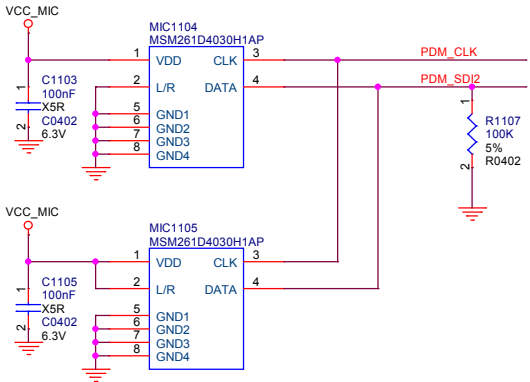 VCC_MIC
MIC1104
MSM261D4030H1AP
1 VDD CLK 3
PDM_CLK
2 L/R DATA 4
PDM_SDI2
C1103
100nF
X5R
C0402
6.3V
1
2
5 GND1
6 GND2
7 GND3
8 GND4
1
2
R1107
100K
5%
R0402
VCC_MIC
MIC1105
MSM261D4030H1AP
1 VDD CLK 3
2 L/R DATA 4
C1105
100nF
X5R
C0402
6.3V
1
2
5 GND1
6 GND2
7 GND3
8 GND4